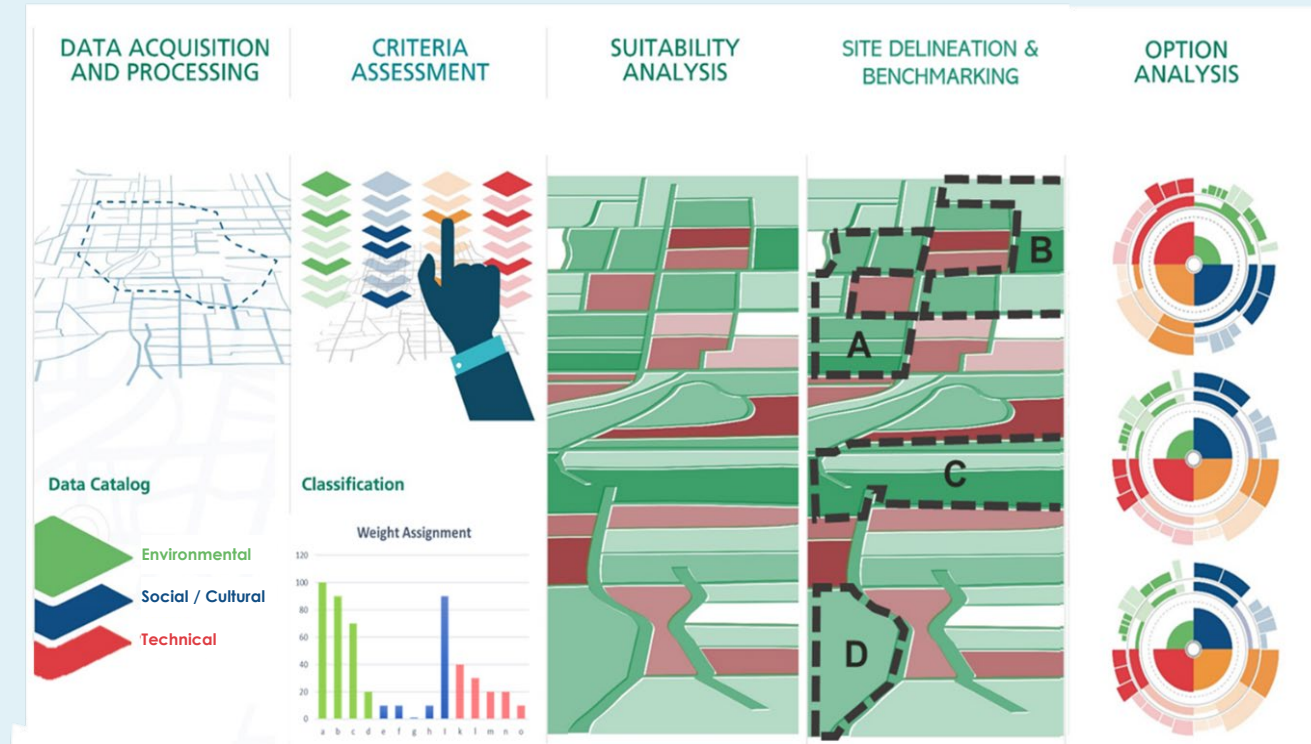 DATA ACQUISITION
AND PROCESSING
CRITERIA
ASSESSMENT
SUITABILITY
ANALYSIS
SITE DELINEATION &
BENCHMARKING
OPTION
ANALYSIS
B
A
C
D
Data Catalog
Environmental
Social / Cultural
Technical
Classification
Weight Assignment
120
100
80
60
40
20
0
a b c d e f g h i k l m n o